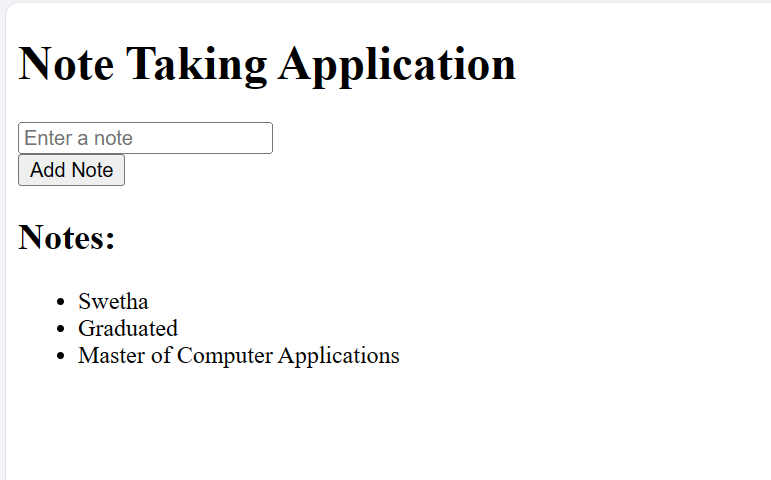 Note Taking Application
Enter a note
Add Note
Notes:
Swetha
Graduated
Master of Computer Applications